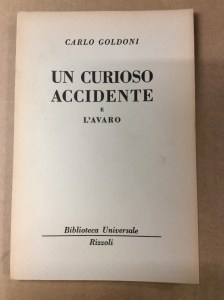 CARLO GOLDONI
UN CURIOSO
ACCIDENTE
E
L'AVARO
Biblioteca Universale
Rizzoli